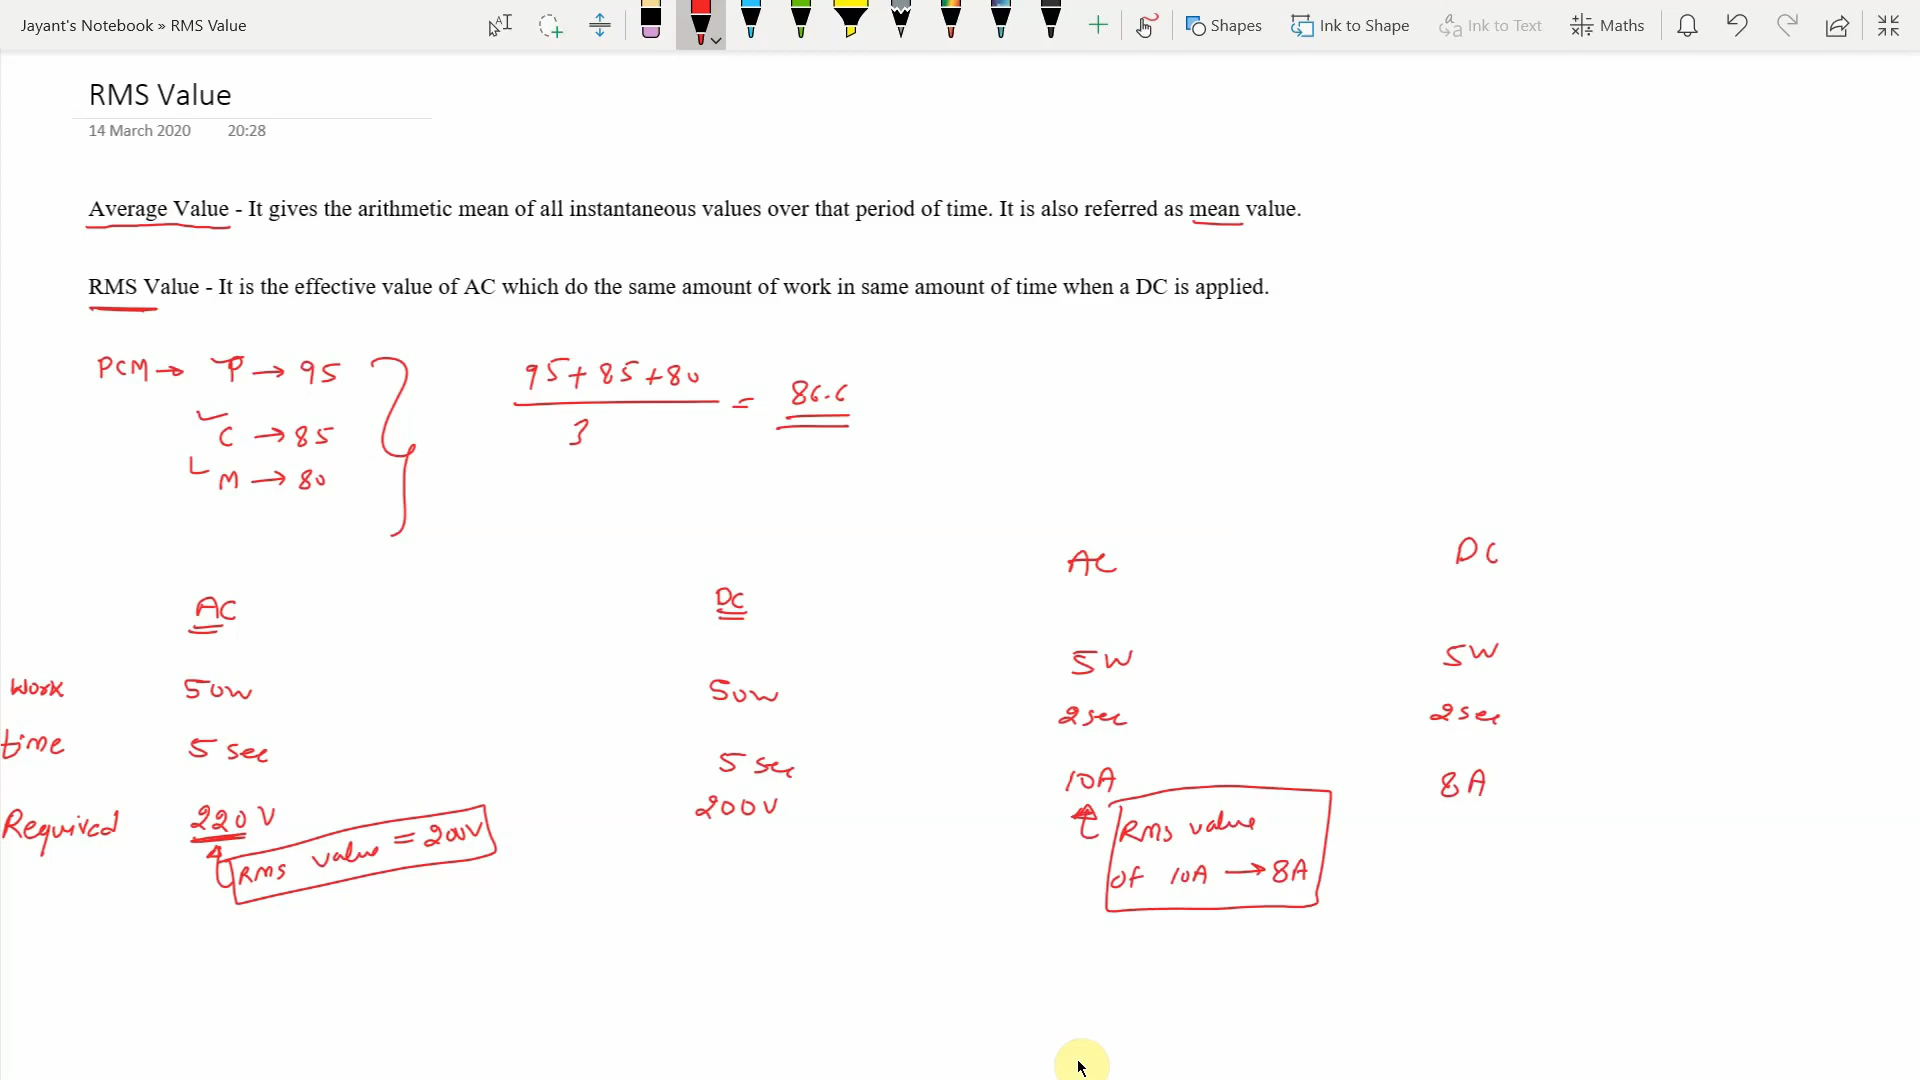 Jayant's Notebook » RMS Value
Shapes
Ink to Shape
Ink to Text
Maths
RMS Value
14 March 2020 20:28
Average Value - It gives the arithmetic mean of all instantaneous values over that period of time. It is also referred as mean value.
RMS Value - It is the effective value of AC which do the same amount of work in same amount of time when a DC is applied.
PCM → P → 95
C → 85
M → 80
95+85+80
3
= 86.6
AC DC
Work 50w 50w
time 5 sec 5 sec
Required 220 V 200V
RMS value = 200V
AC DC
5W 5W
2sec 2sec
10A 8A
RMS value
of 10A → 8A